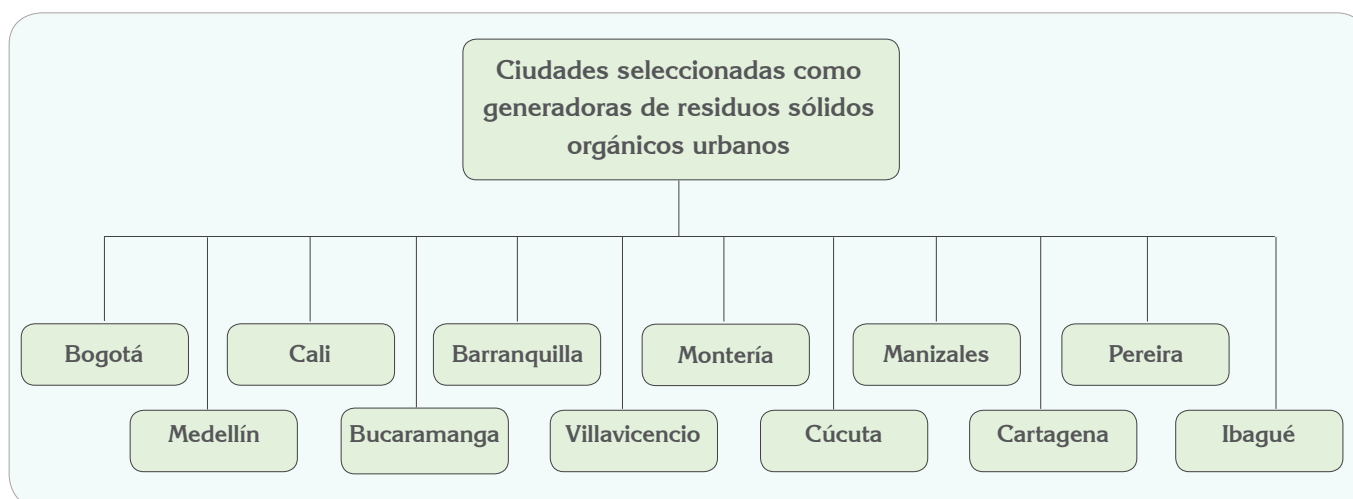 Ciudades seleccionadas como
generadoras de residuos sólidos
orgánicos urbanos
Bogotá
Cali
Barranquilla
Montería
Manizales
Pereira
Medellín
Bucaramanga
Villavicencio
Cúcuta
Cartagena
Ibagué